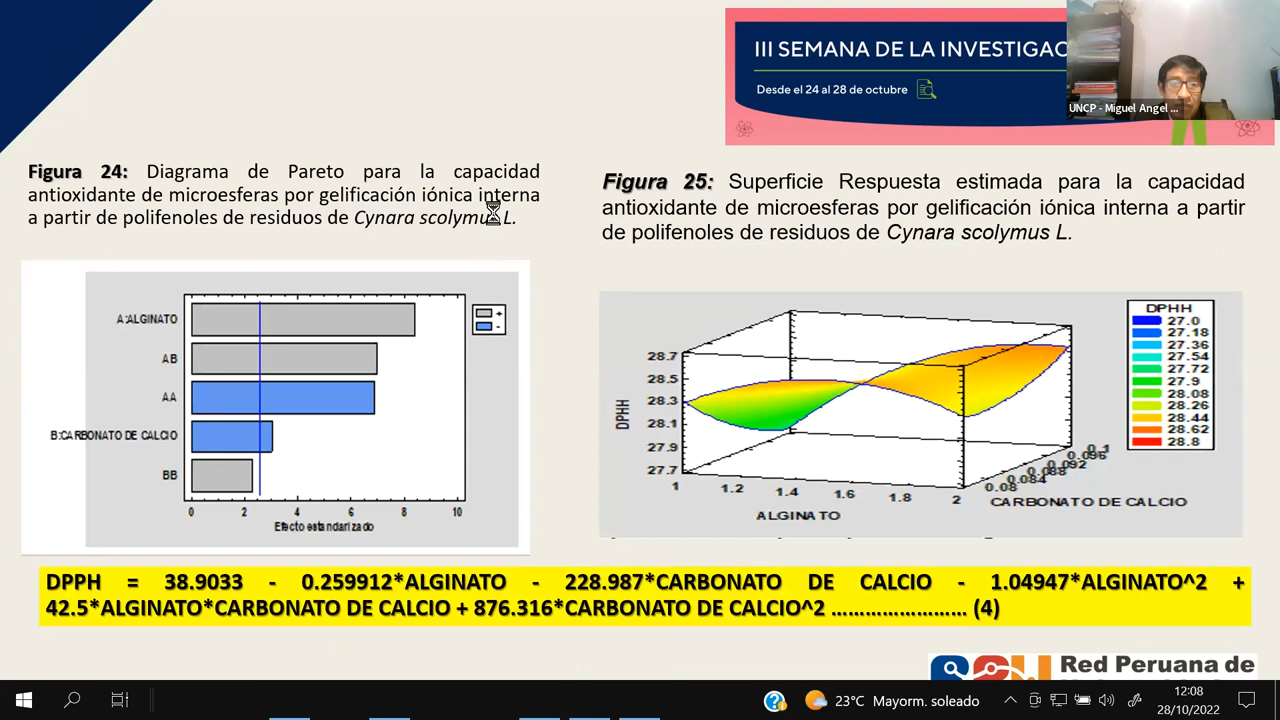 III SEMANA DE LA INVESTIGAC
Desde el 24 al 28 de octubre
UNCP - Miguel Angel ...
Figura 24: Diagrama de Pareto para la capacidad
antioxidante de microesferas por gelificación iónica interna
a partir de polifenoles de residuos de Cynara scolymus L.
Figura 25: Superficie Respuesta estimada para la capacidad
antioxidante de microesferas por gelificación iónica interna a partir
de polifenoles de residuos de Cynara scolymus L.
A:ALGINATO
AB
AA
B:CARBONATO DE CALCIO
BB
0 2 4 6 8 10
Efecto estandarizado
+
-
DPHH
28.7
28.5
28.3
28.1
27.9
27.7
1 1.2 1.4 1.6 1.8 2
ALGINATO
0.08 0.084 0.088 0.092 0.096 0.1
CARBONATO DE CALCIO
DPHH
27.0
27.18
27.36
27.54
27.72
27.9
28.08
28.26
28.44
28.62
28.8
DPPH = 38.9033 - 0.259912*ALGINATO - 228.987*CARBONATO DE CALCIO - 1.04947*ALGINATO^2 +
42.5*ALGINATO*CARBONATO DE CALCIO + 876.316*CARBONATO DE CALCIO^2 …………………… (4)
Red Peruana de
23°C Mayorm. soleado
12:08
28/10/2022